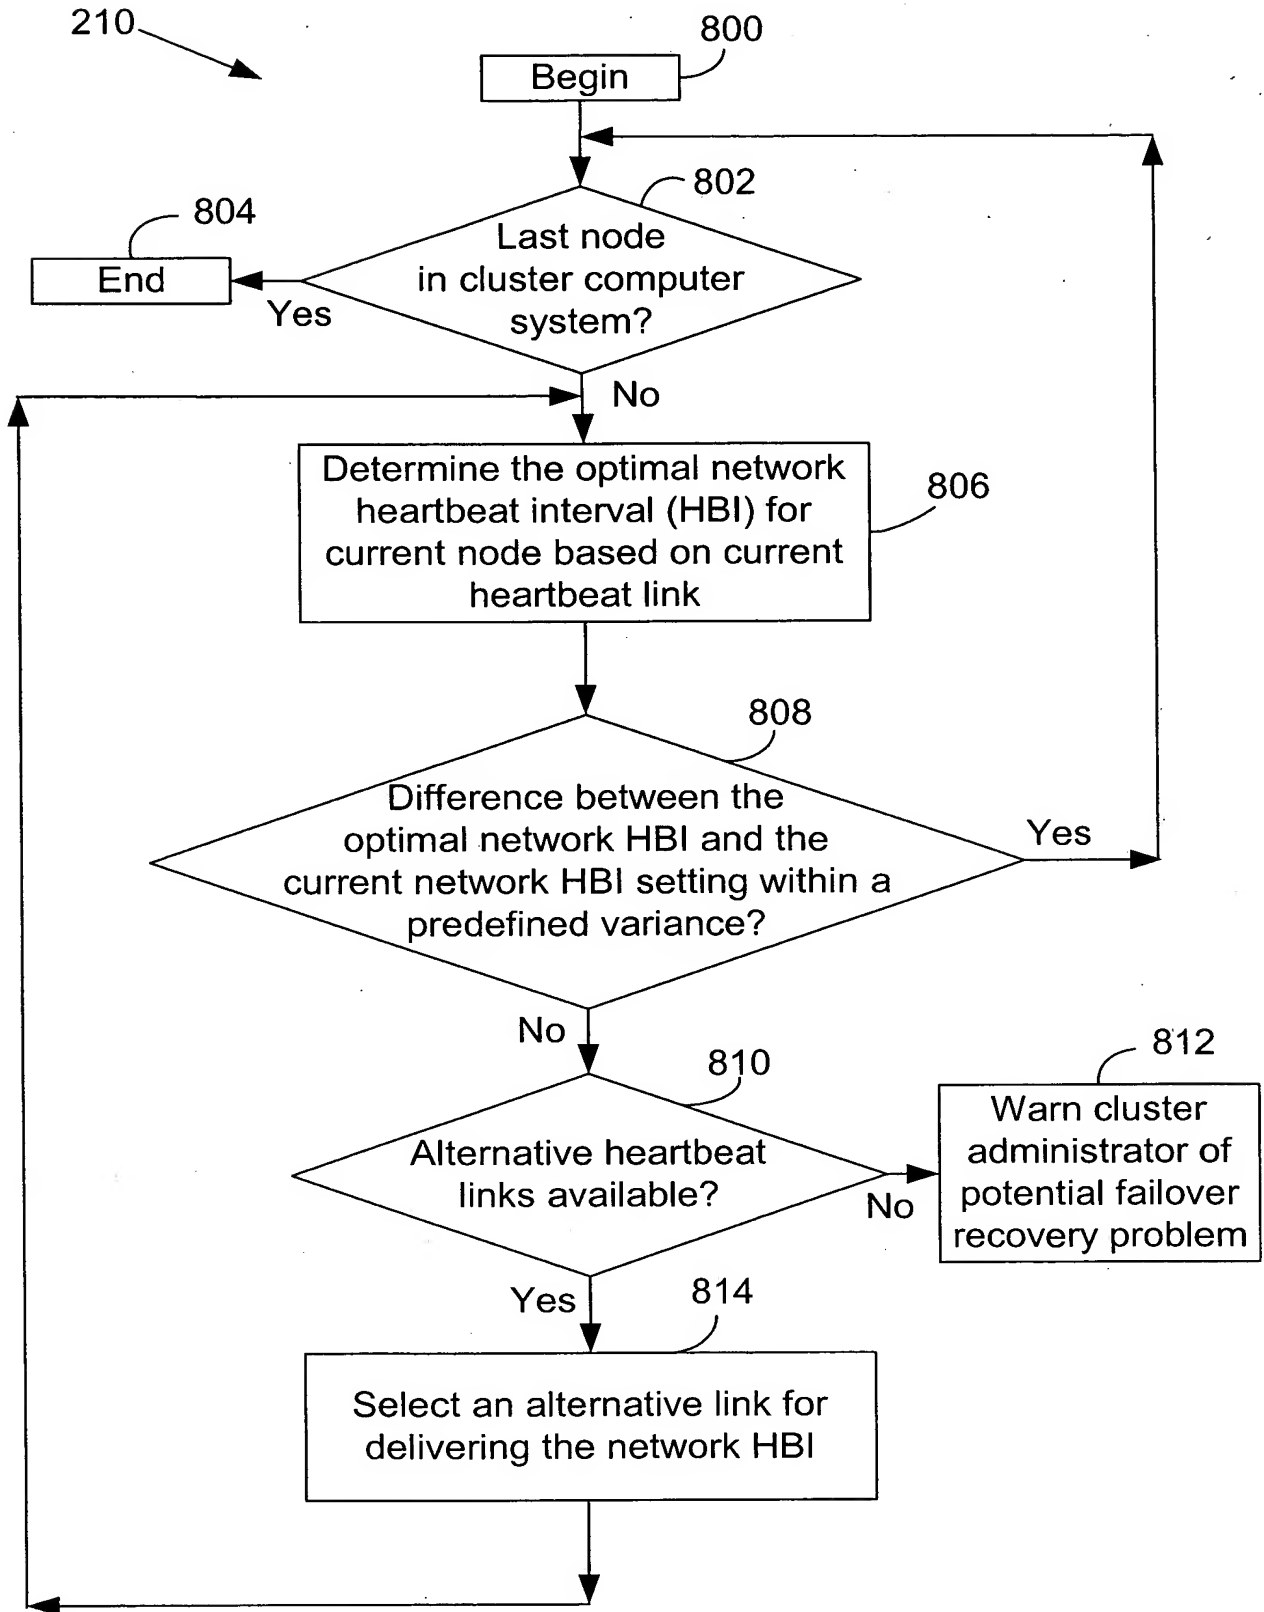 210
800
Begin
802
804
Last node
in cluster computer
system?
End
Yes
No
Determine the optimal network
heartbeat interval (HBI) for
current node based on current
heartbeat link
806
808
Difference between the
optimal network HBI and the
current network HBI setting within a
predefined variance?
Yes
No
810
812
Alternative heartbeat
links available?
No
Warn cluster
administrator of
potential failover
recovery problem
Yes
814
Select an alternative link for
delivering the network HBI